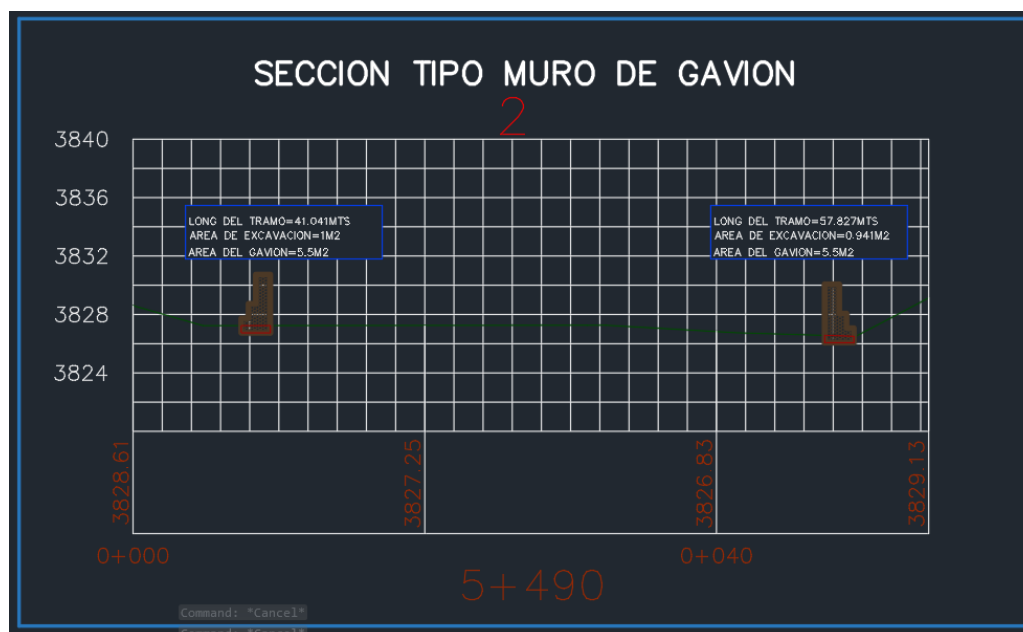 SECCION TIPO MURO DE GAVION
2
3840
3836
3832
3828
3824
LONG DEL TRAMO=41.041MTS
AREA DE EXCAVACION=1M2
AREA DEL GAVION=5.5M2
LONG DEL TRAMO=57.827MTS
AREA DE EXCAVACION=0.941M2
AREA DEL GAVION=5.5M2
3828.61
3827.25
3826.83
3829.13
0+000
0+040
5+490
Command: *Cancel*
Command: *Cancel*